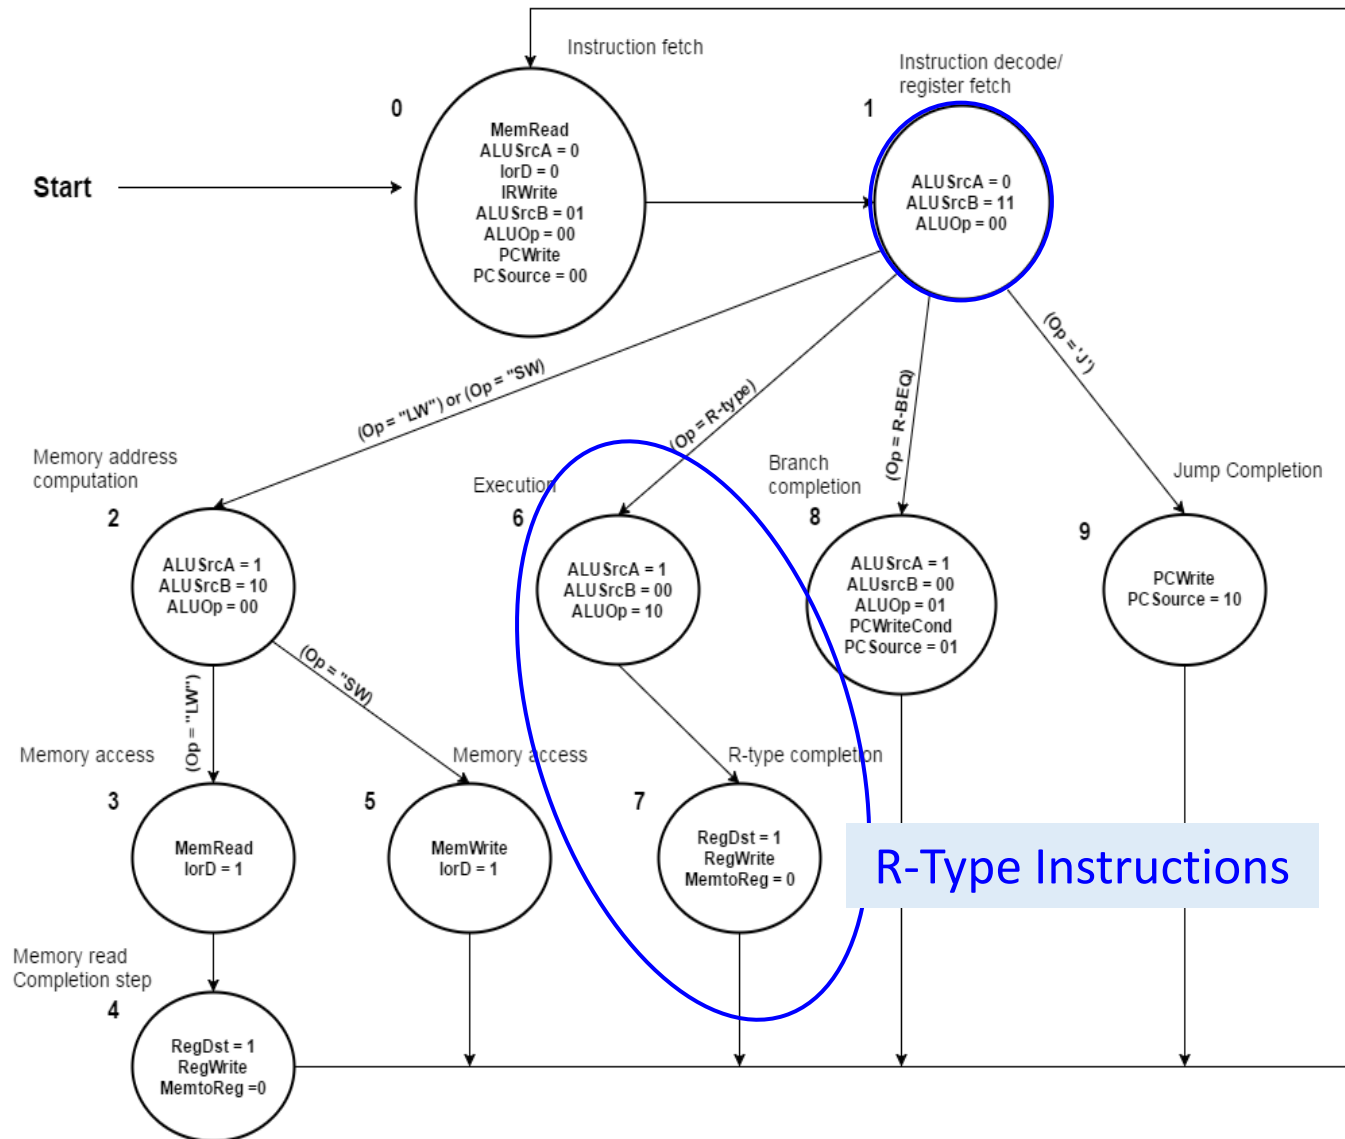 Instruction fetch
0
MemRead
ALUSrcA = 0
IorD = 0
IRWrite
ALUSrcB = 01
ALUOp = 00
PCWrite
PCSource = 00
Start
Instruction decode/
register fetch
1
ALUSrcA = 0
ALUSrcB = 11
ALUOp = 00
(Op = "LW") or (Op = "SW)
(Op = R-type)
(Op = R-BEQ)
(Op ='J')
Memory address
computation
2
ALUSrcA = 1
ALUSrcB = 10
ALUOp = 00
Execution
6
ALUSrcA = 1
ALUSrcB = 00
ALUOp = 10
Branch
completion
8
ALUSrcA = 1
ALUsrcB = 00
ALUOp = 01
PCWriteCond
PCSource = 01
Jump Completion
9
PCWrite
PCSource = 10
(Op = "LW")
(Op = "SW)
Memory access
3
MemRead
IorD = 1
Memory access
5
MemWrite
IorD = 1
R-type completion
7
RegDst = 1
RegWrite
MemtoReg = 0
R-Type Instructions
Memory read
Completion step
4
RegDst = 1
RegWrite
MemtoReg =0